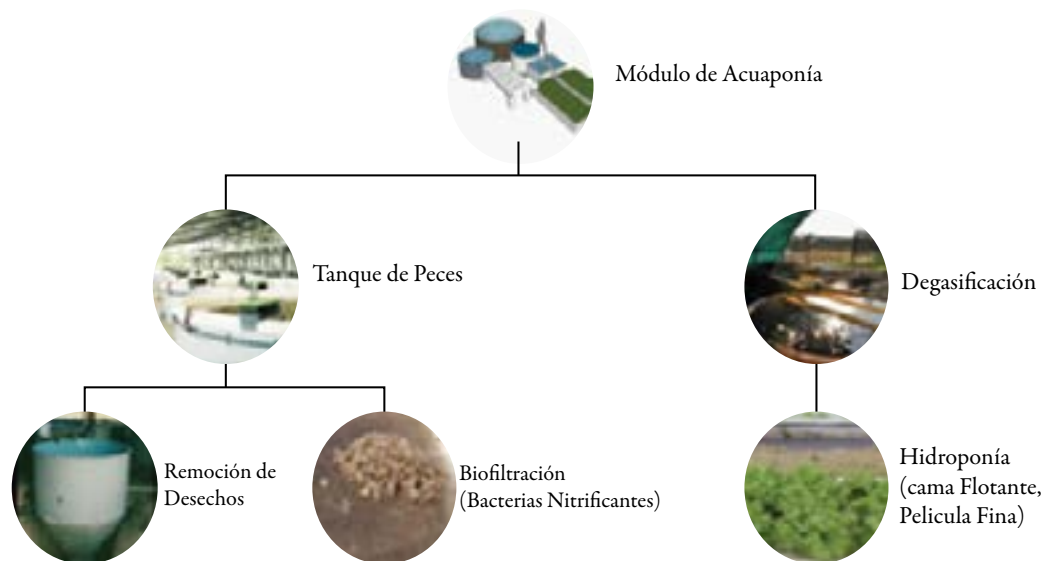 Módulo de Acuaponía
Tanque de Peces
Degasificación
Remoción de
Desechos
Biofiltración
(Bacterias Nitrificantes)
Hidroponía
(cama Flotante,
Pelicula Fina)